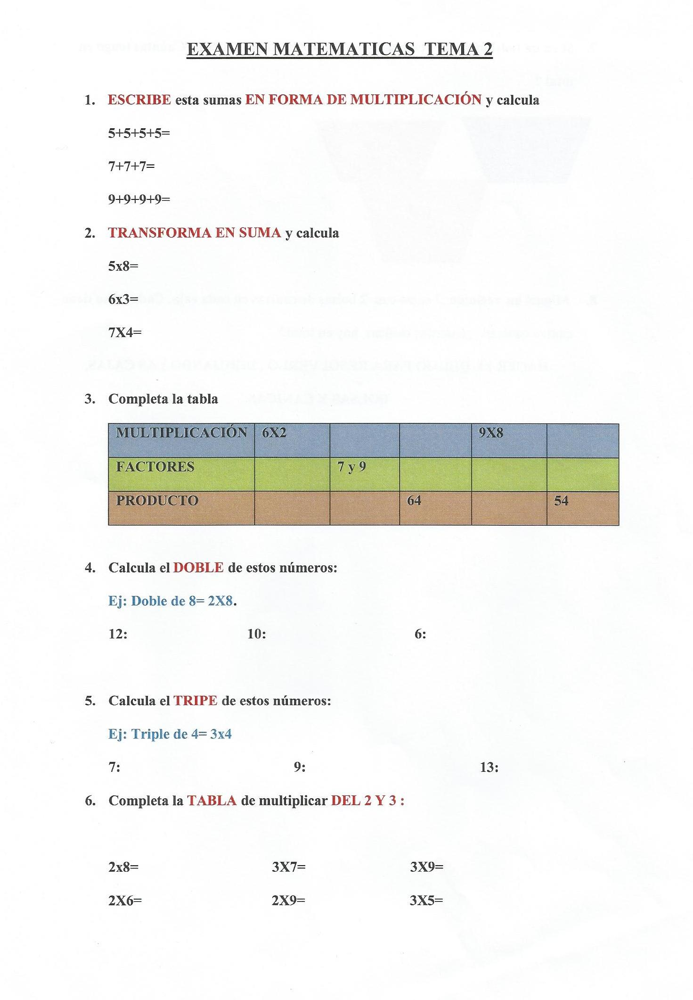 EXAMEN MATEMATICAS TEMA 2
1. ESCRIBE esta sumas EN FORMA DE MULTIPLICACIÓN y calcula
5+5+5+5=
7+7+7=
9+9+9+9=
2. TRANSFORMA EN SUMA y calcula
5x8=
6x3=
7X4=
3. Completa la tabla
MULTIPLICACIÓN 6X2 9X8
FACTORES 7 y 9
PRODUCTO 64 54
4. Calcula el DOBLE de estos números:
Ej: Doble de 8= 2X8.
12: 10: 6:
5. Calcula el TRIPE de estos números:
Ej: Triple de 4= 3x4
7: 9: 13:
6. Completa la TABLA de multiplicar DEL 2 Y 3 :
2x8= 3X7= 3X9=
2X6= 2X9= 3X5=